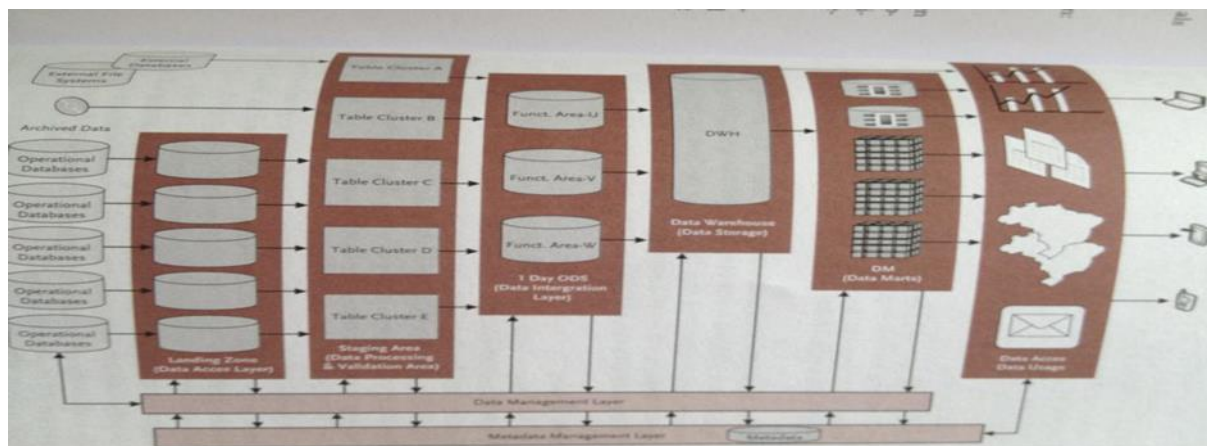 External Databases
External File
Systems
Archived Data
Operational
Databases
Operational
Databases
Operational
Databases
Operational
Databases
Operational
Databases
Landing Zone
(Data Acces Layer)
Table Cluster A
Table Cluster B
Table Cluster C
Table Cluster D
Table Cluster E
Staging Area
(Data Processing
& Validation Area)
Funct. Area-U
Funct. Area-V
Funct. Area-W
1 Day ODS
(Data Intergration
Layer)
DWH
Data Warehouse
(Data Storage)
DM
(Data Marts)
Data Acces
Data Usage
Data Management Layer
Metadata Management Layer
Metadata